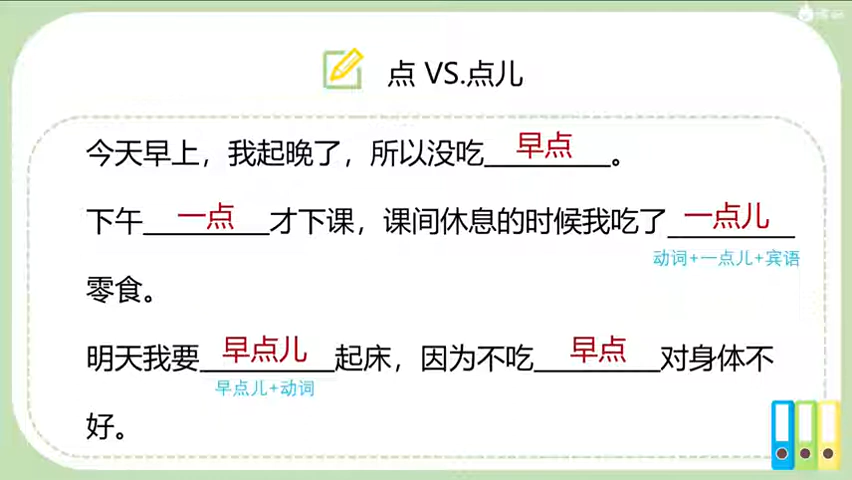 点 VS.点儿
今天早上，我起晚了，所以没吃早点。
下午一点才下课，课间休息的时候我吃了一点儿
动词+一点儿+宾语
零食。
明天我要早点儿起床，因为不吃早点对身体不
早点儿+动词
好。